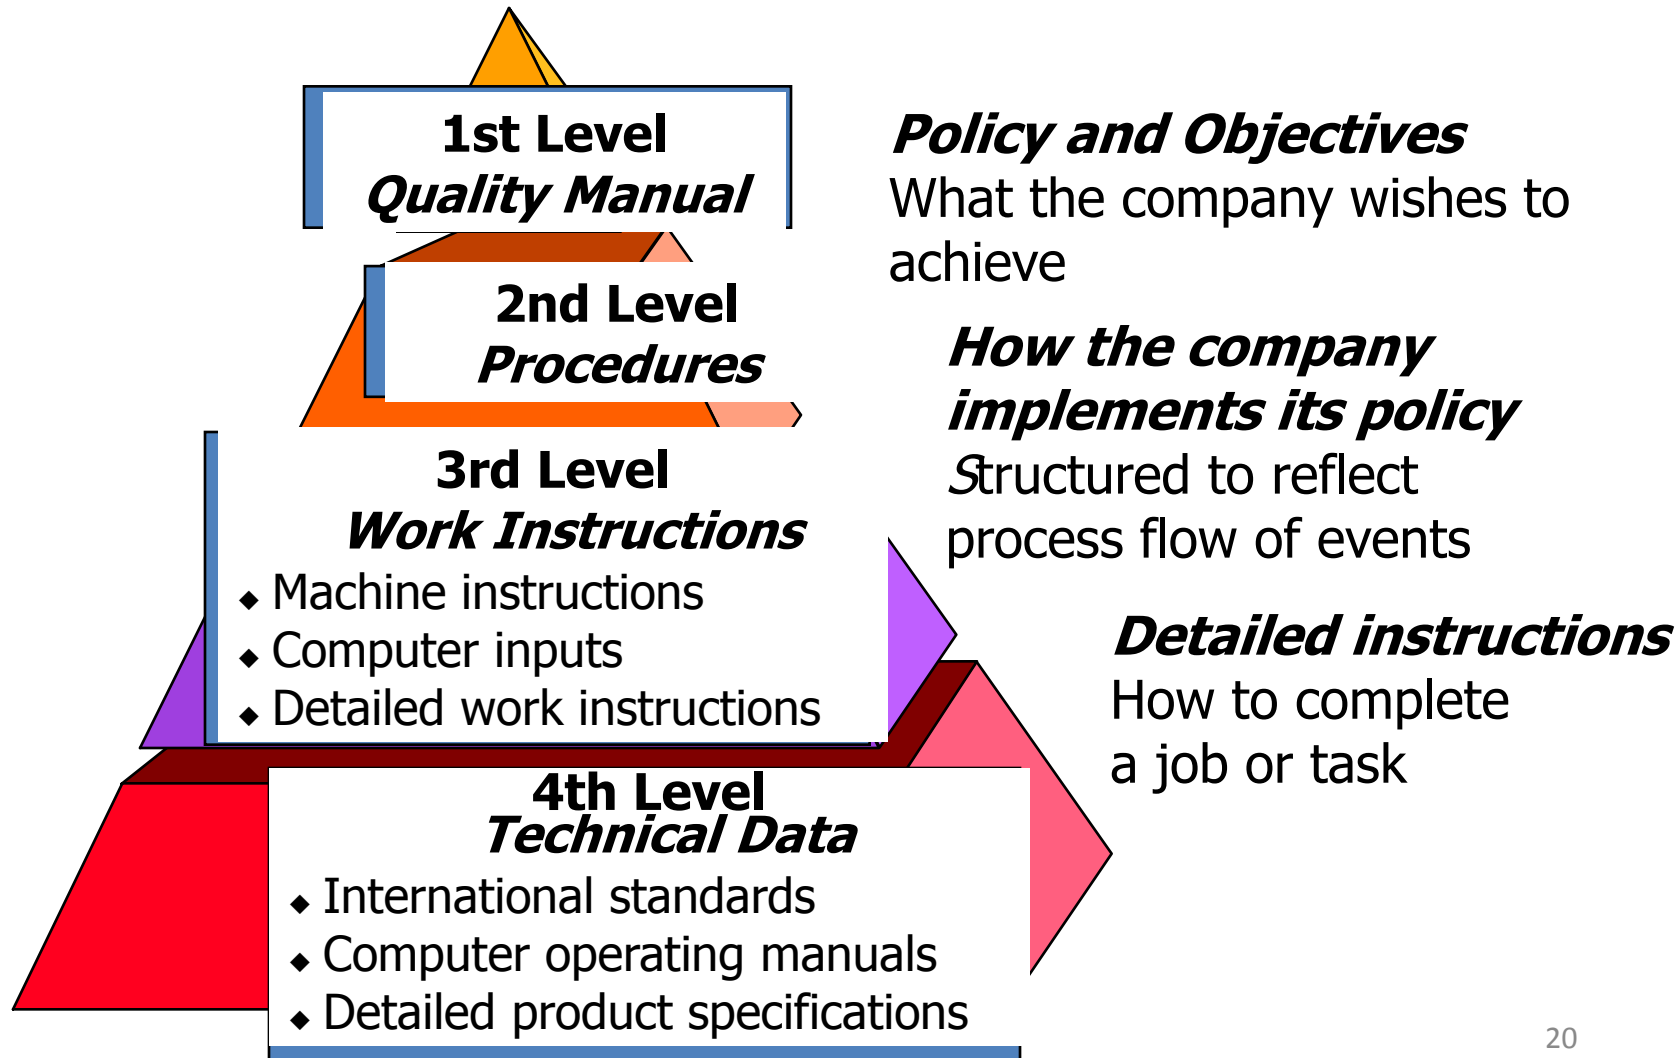 1st Level
Quality Manual
Policy and Objectives
What the company wishes to
achieve
2nd Level
Procedures
How the company
implements its policy
Structured to reflect
process flow of events
3rd Level
Work Instructions
◆ Machine instructions
◆ Computer inputs
◆ Detailed work instructions
Detailed instructions
How to complete
a job or task
4th Level
Technical Data
◆ International standards
◆ Computer operating manuals
◆ Detailed product specifications
20